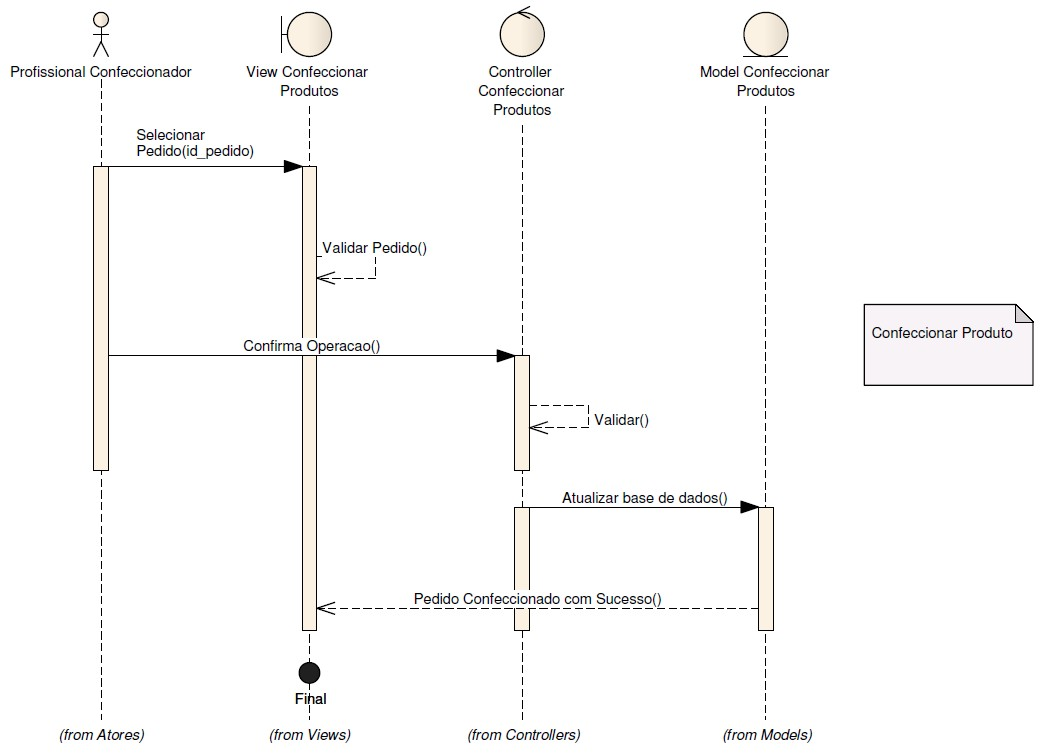 Profissional Confeccionador
View Confeccionar
Produtos
Controller
Confeccionar
Produtos
Model Confeccionar
Produtos
Selecionar
Pedido(id_pedido)
Validar Pedido()
Confirma Operacao()
Confeccionar Produto
Validar()
Atualizar base de dados()
Pedido Confeccionado com Sucesso()
Final
(from Atores)
(from Views)
(from Controllers)
(from Models)